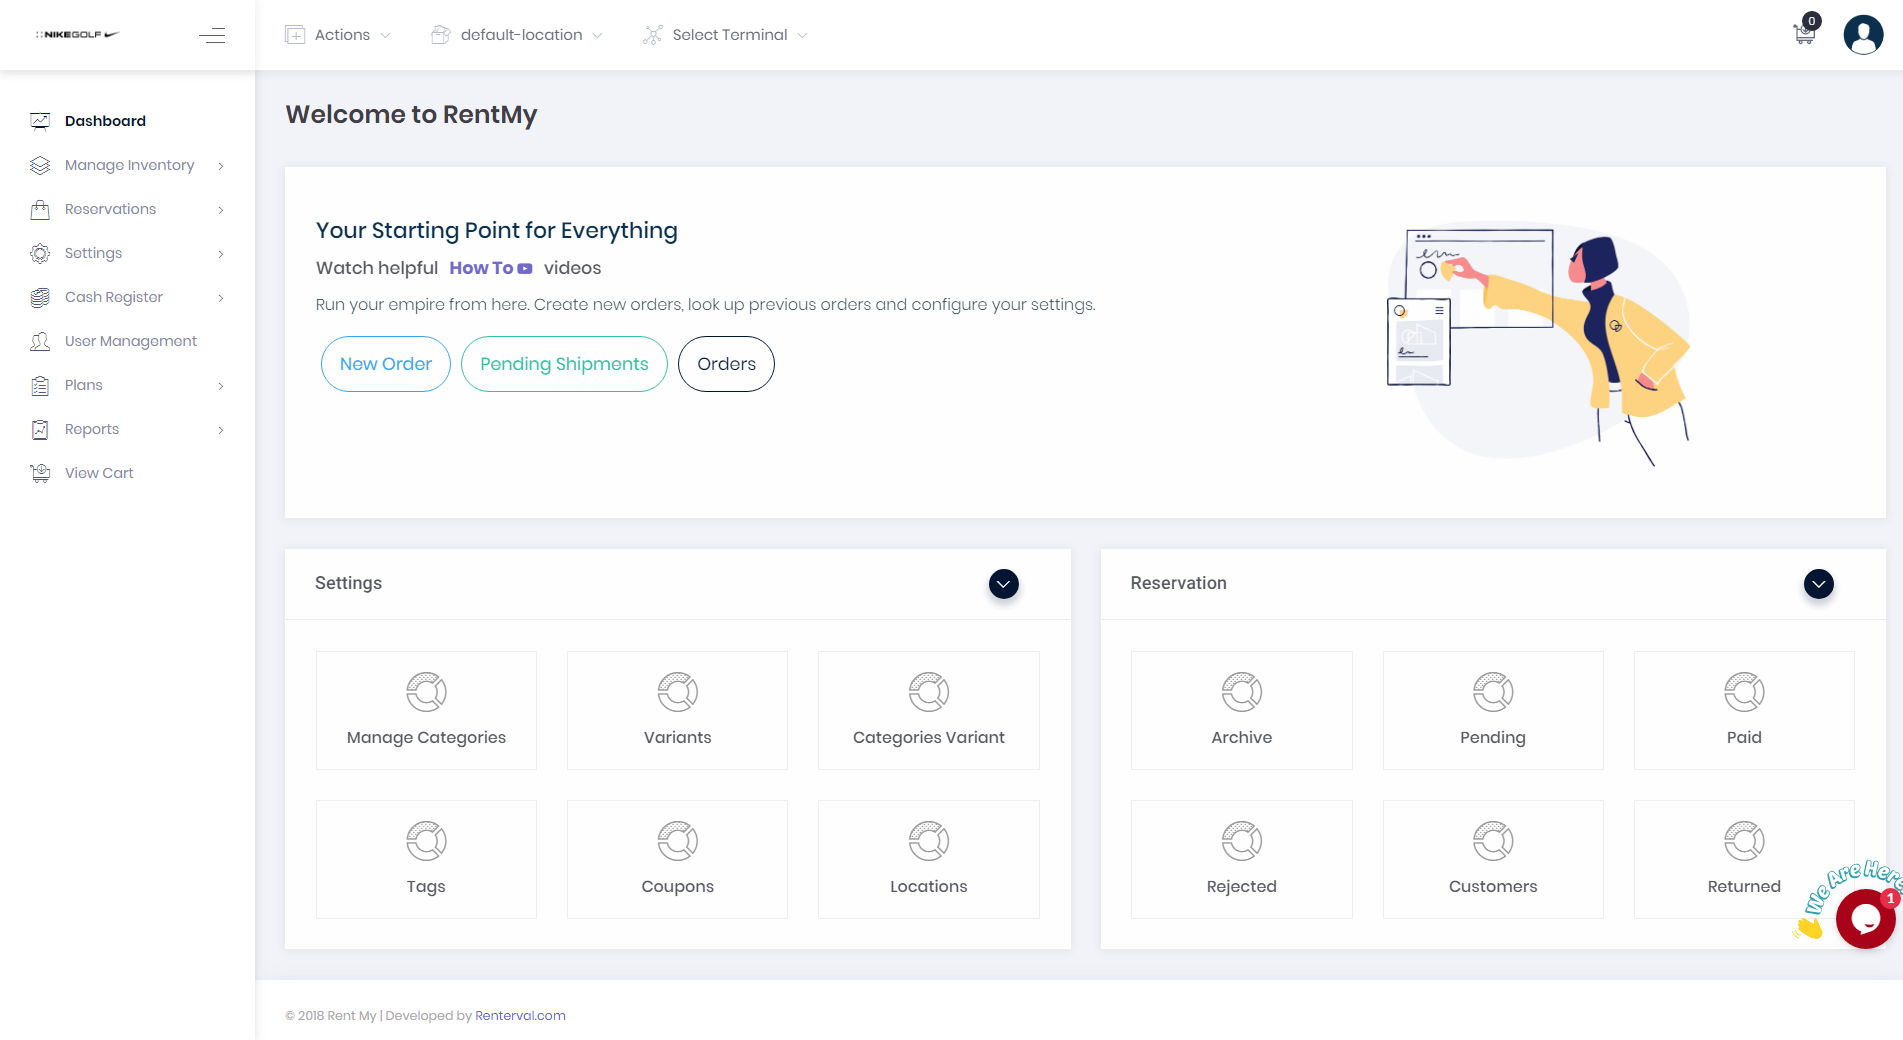 NIKEGOLF
Actions
default-location
Select Terminal
0
Dashboard
Manage Inventory
Reservations
Settings
Cash Register
User Management
Plans
Reports
View Cart
Welcome to RentMy
Your Starting Point for Everything
Watch helpful How To videos
Run your empire from here. Create new orders, look up previous orders and configure your settings.
New Order
Pending Shipments
Orders
Settings
Manage Categories
Variants
Categories Variant
Tags
Coupons
Locations
Reservation
Archive
Pending
Paid
Rejected
Customers
Returned
We Are Here
1
© 2018 Rent My | Developed by Renterval.com